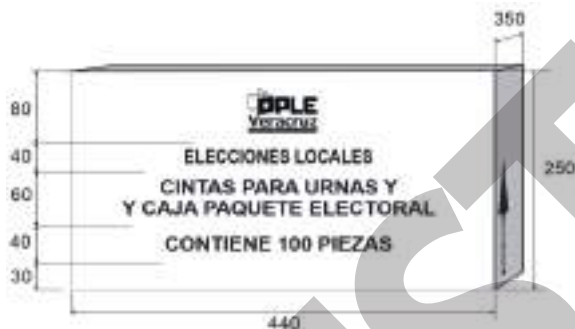 350
80
OPLE
Veracruz
40
ELECCIONES LOCALES
250
60
CINTAS PARA URNAS Y
Y CAJA PAQUETE ELECTORAL
40
CONTIENE 100 PIEZAS
30
440